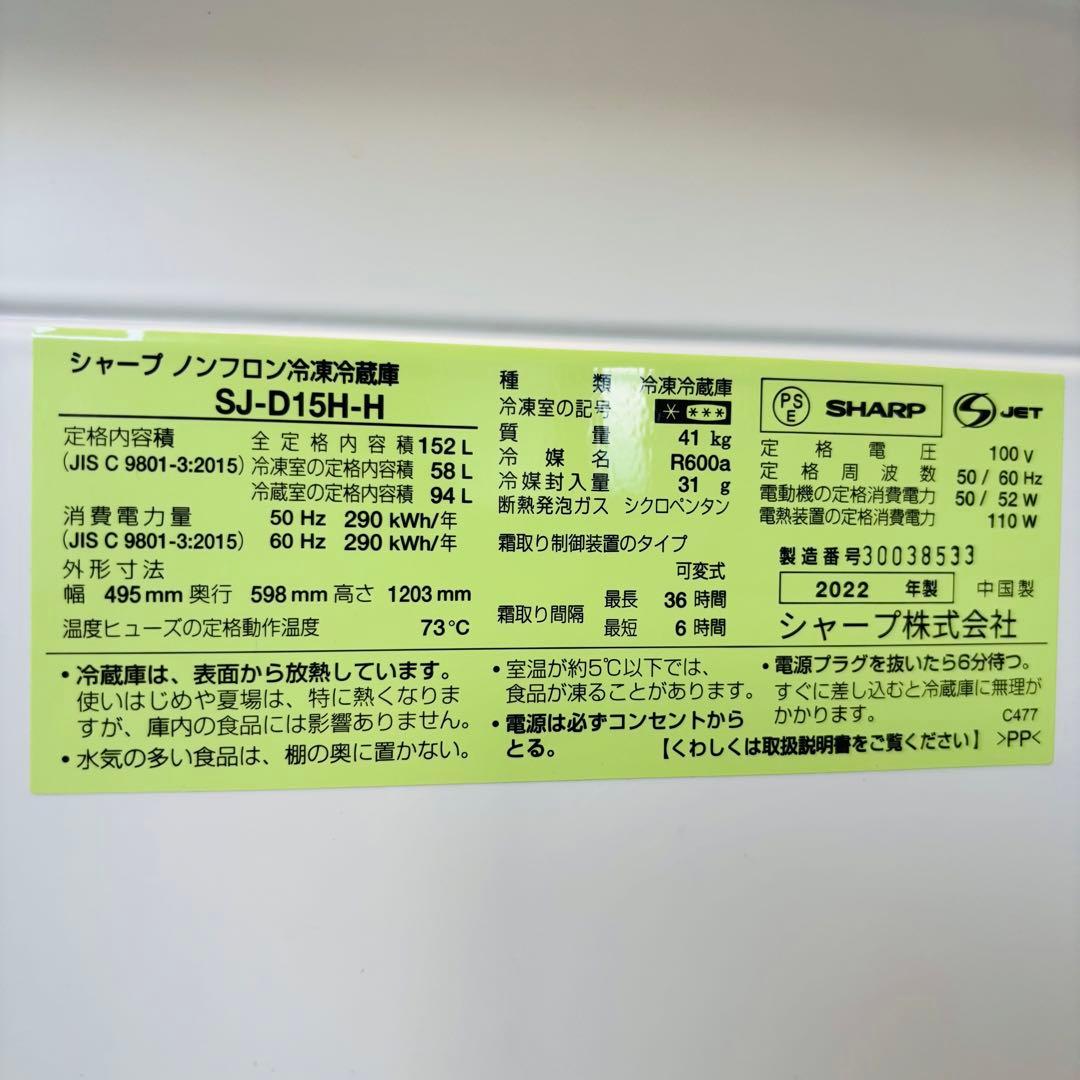 シャープ ノンフロン冷凍冷蔵庫
SJ-D15H-H
定格内容積
(JIS C 9801-3:2015)
全定格内容積 152 L
冷凍室の定格内容積 58 L
冷蔵室の定格内容積 94 L
消費電力量
(JIS C 9801-3:2015)
50 Hz 290 kWh/年
60 Hz 290 kWh/年
外形寸法
幅 495 mm 奥行 598 mm 高さ 1203 mm
温度ヒューズの定格動作温度 73℃
種類 冷凍冷蔵庫
冷凍室の記号 * ***
質量 41 kg
冷媒名 R600a
冷媒封入量 31 g
断熱発泡ガス シクロペンタン
霜取り制御装置のタイプ
可変式
霜取り間隔
最長 36 時間
最短 6 時間
PS
E
SHARP
JET
定格電圧 100 V
定格周波数 50 / 60 Hz
電動機の定格消費電力 50 / 52 W
電熱装置の定格消費電力 110 W
製造番号 30038533
2022 年製 中国製
シャープ株式会社
・冷蔵庫は、表面から放熱しています。
使いはじめや夏場は、特に熱くなりま
すが、庫内の食品には影響ありません。
・水気の多い食品は、棚の奥に置かない。
・室温が約5℃以下では、
食品が凍ることがあります。
・電源は必ずコンセントから
とる。
・電源プラグを抜いたら6分待つ。
すぐに差し込むと冷蔵庫に無理が
かかります。
C477
【くわしくは取扱説明書をご覧ください】 >PP<